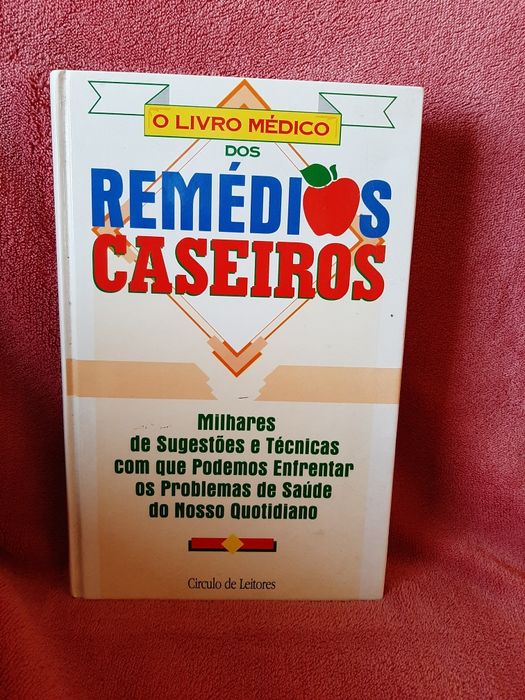 O LIVRO MÉDICO
DOS
REMÉDIOS
CASEIROS
Milhares
de Sugestões e Técnicas
com que Podemos Enfrentar
os Problemas de Saúde
do Nosso Quotidiano
Círculo de Leitores